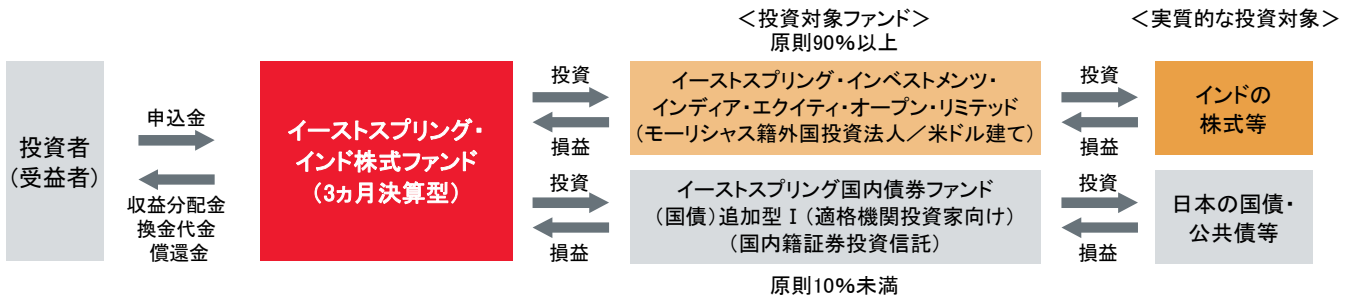 ＜投資対象ファンド＞
原則90％以上
＜実質的な投資対象＞
投資者
（受益者）
申込金
収益分配金
換金代金
償還金
イーストスプリング・
インド株式ファンド
（3ヵ月決算型）
投資
損益
イーストスプリング・インベストメンツ・
インディア・エクイティ・オープン・リミテッド
（モーリシャス籍外国投資法人／米ドル建て）
投資
損益
インドの
株式等
投資
損益
イーストスプリング国内債券ファンド
（国債）追加型Ⅰ（適格機関投資家向け）
（国内籍証券投資信託）
投資
損益
日本の国債・
公共債等
原則10％未満